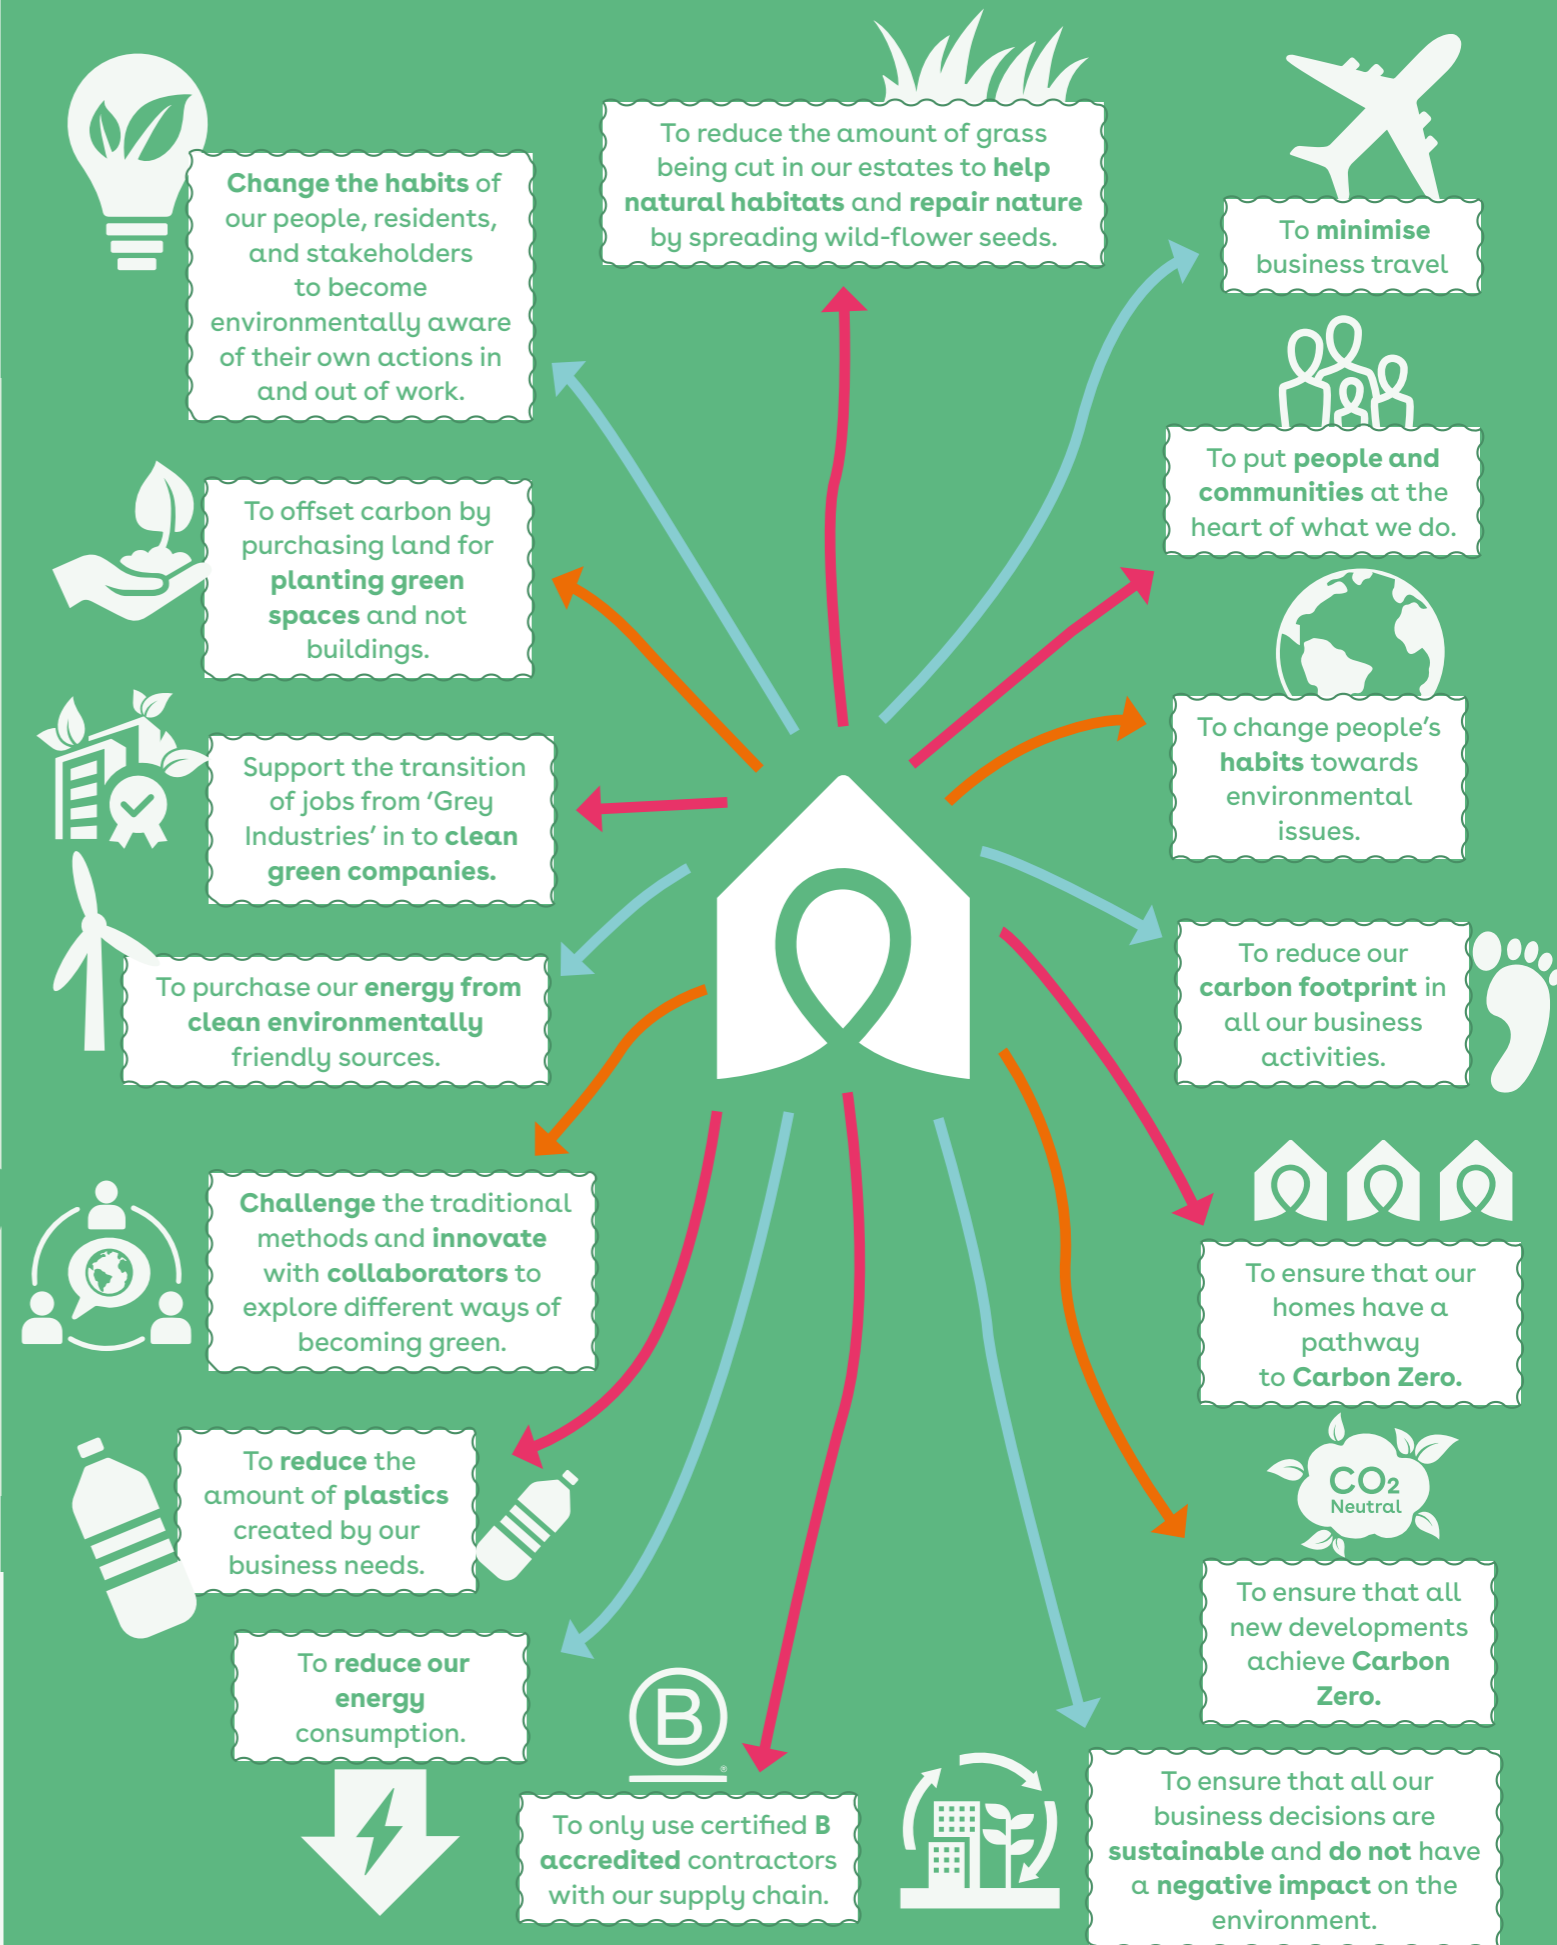 Change the habits of
our people, residents,
and stakeholders
to become
environmentally aware
of their own actions in
and out of work.
To reduce the amount of grass
being cut in our estates to help
natural habitats and repair nature
by spreading wild-flower seeds.
To minimise
business travel
To put people and
communities at the
heart of what we do.
To offset carbon by
purchasing land for
planting green
spaces and not
buildings.
To change people's
habits towards
environmental
issues.
Support the transition
of jobs from ‘Grey
Industries’ in to clean
green companies.
To reduce our
carbon footprint in
all our business
activities.
To purchase our energy from
clean environmentally
friendly sources.
To ensure that our
homes have a
pathway
to Carbon Zero.
Challenge the traditional
methods and innovate
with collaborators to
explore different ways of
becoming green.
CO₂
Neutral
To ensure that all
new developments
achieve Carbon
Zero.
To reduce the
amount of plastics
created by our
business needs.
To reduce our
energy
consumption.
B
®
To only use certified B
accredited contractors
with our supply chain.
To ensure that all our
business decisions are
sustainable and do not have
a negative impact on the
environment.